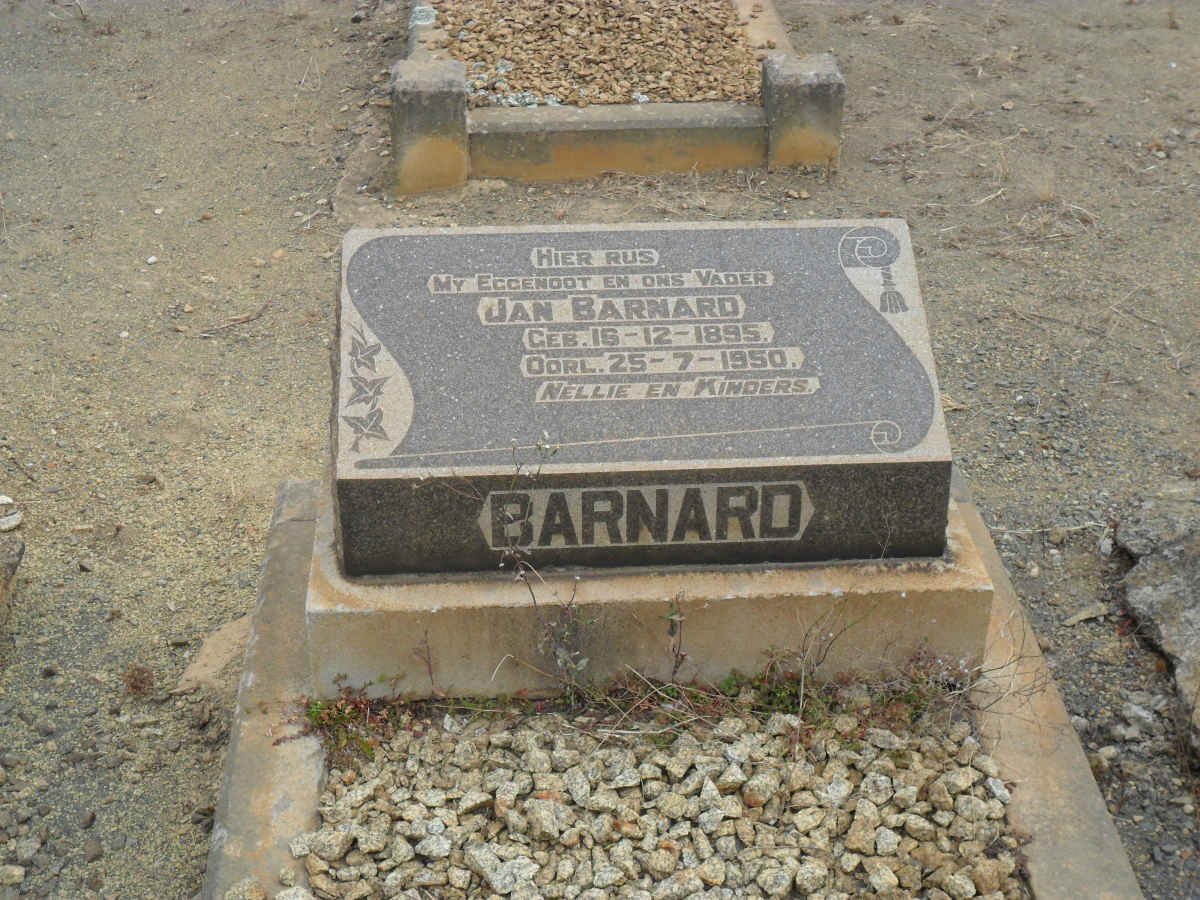 HIER RUS
MY EGGENOOT EN ONS VADER
JAN BARNARD
GEB. 16-12-1895.
OORL. 25-7-1950.
NELLIE EN KINDERS.
BARNARD